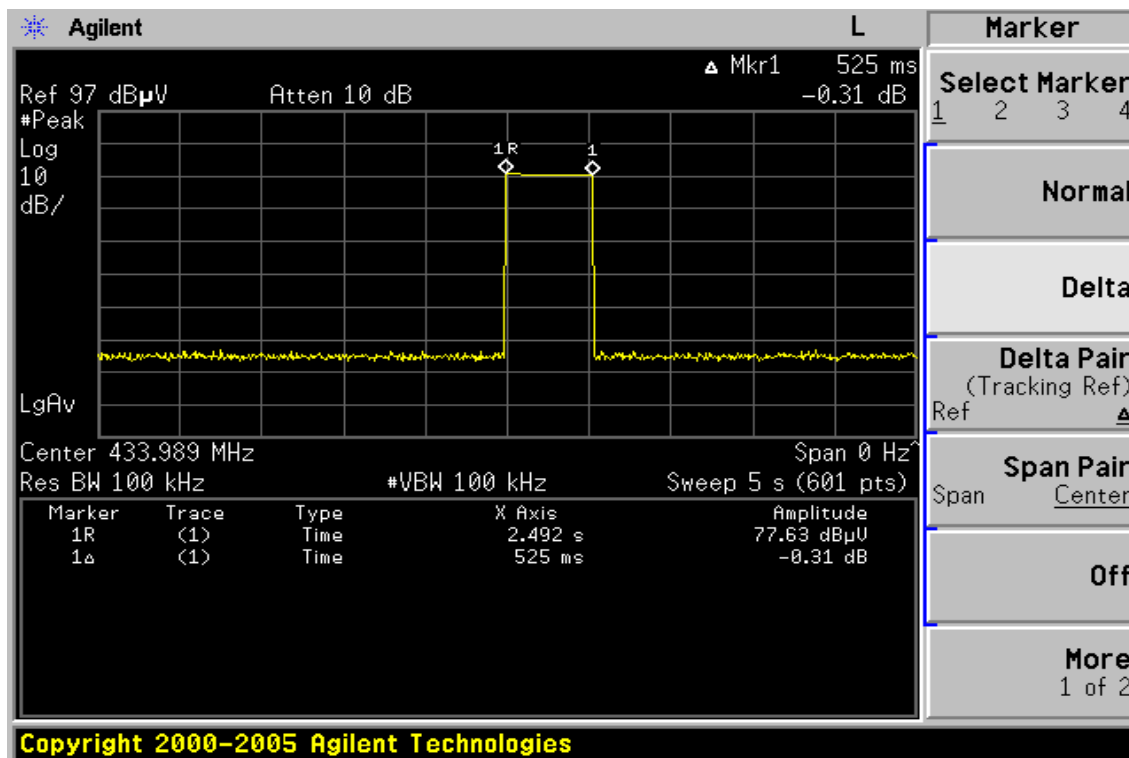 Agilent L
Δ Mkr1 525 ms
Ref 97 dBµV Atten 10 dB -0.31 dB
#Peak
Log
10
dB/
1R 1
LgAv
Center 433.989 MHz Span 0 Hz^
Res BW 100 kHz #VBW 100 kHz Sweep 5 s (601 pts)
Marker Trace Type X Axis Amplitude
1R (1) Time 2.492 s 77.63 dBµV
1Δ (1) Time 525 ms -0.31 dB
Marker
Select Marker
1 2 3 4
Normal
Delta
Delta Pair
(Tracking Ref)
Ref Δ
Span Pair
Span Center
Off
More
1 of 2
Copyright 2000-2005 Agilent Technologies